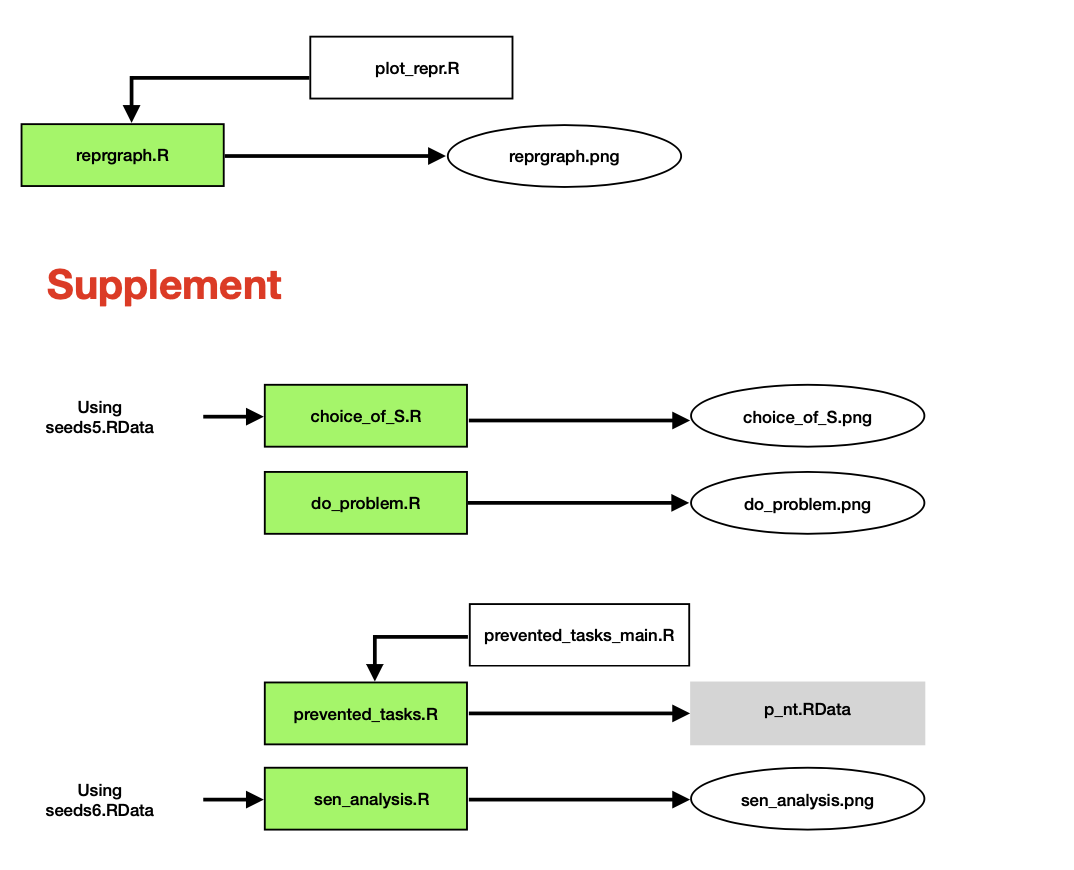 plot_repr.R
reprgraph.R
reprgraph.png
Supplement
Using
seeds5.RData
choice_of_S.R
choice_of_S.png
do_problem.R
do_problem.png
prevented_tasks_main.R
prevented_tasks.R
p_nt.RData
Using
seeds6.RData
sen_analysis.R
sen_analysis.png